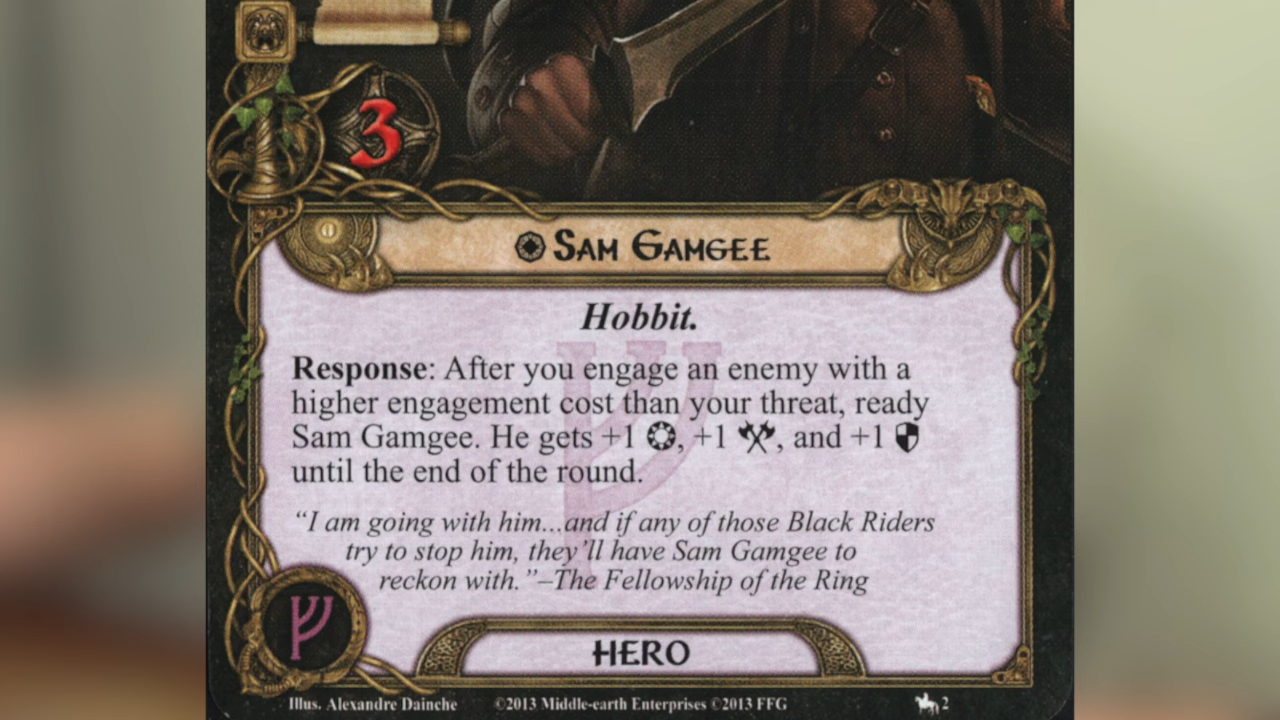 3
SAM GAMGEE
Hobbit.
Response: After you engage an enemy with a
higher engagement cost than your threat, ready
Sam Gamgee. He gets +1 , +1 , and +1
until the end of the round.
“I am going with him...and if any of those Black Riders
try to stop him, they’ll have Sam Gamgee to
reckon with.”–The Fellowship of the Ring
HERO
Illus. Alexandre Dainche ©2013 Middle-earth Enterprises ©2013 FFG 2